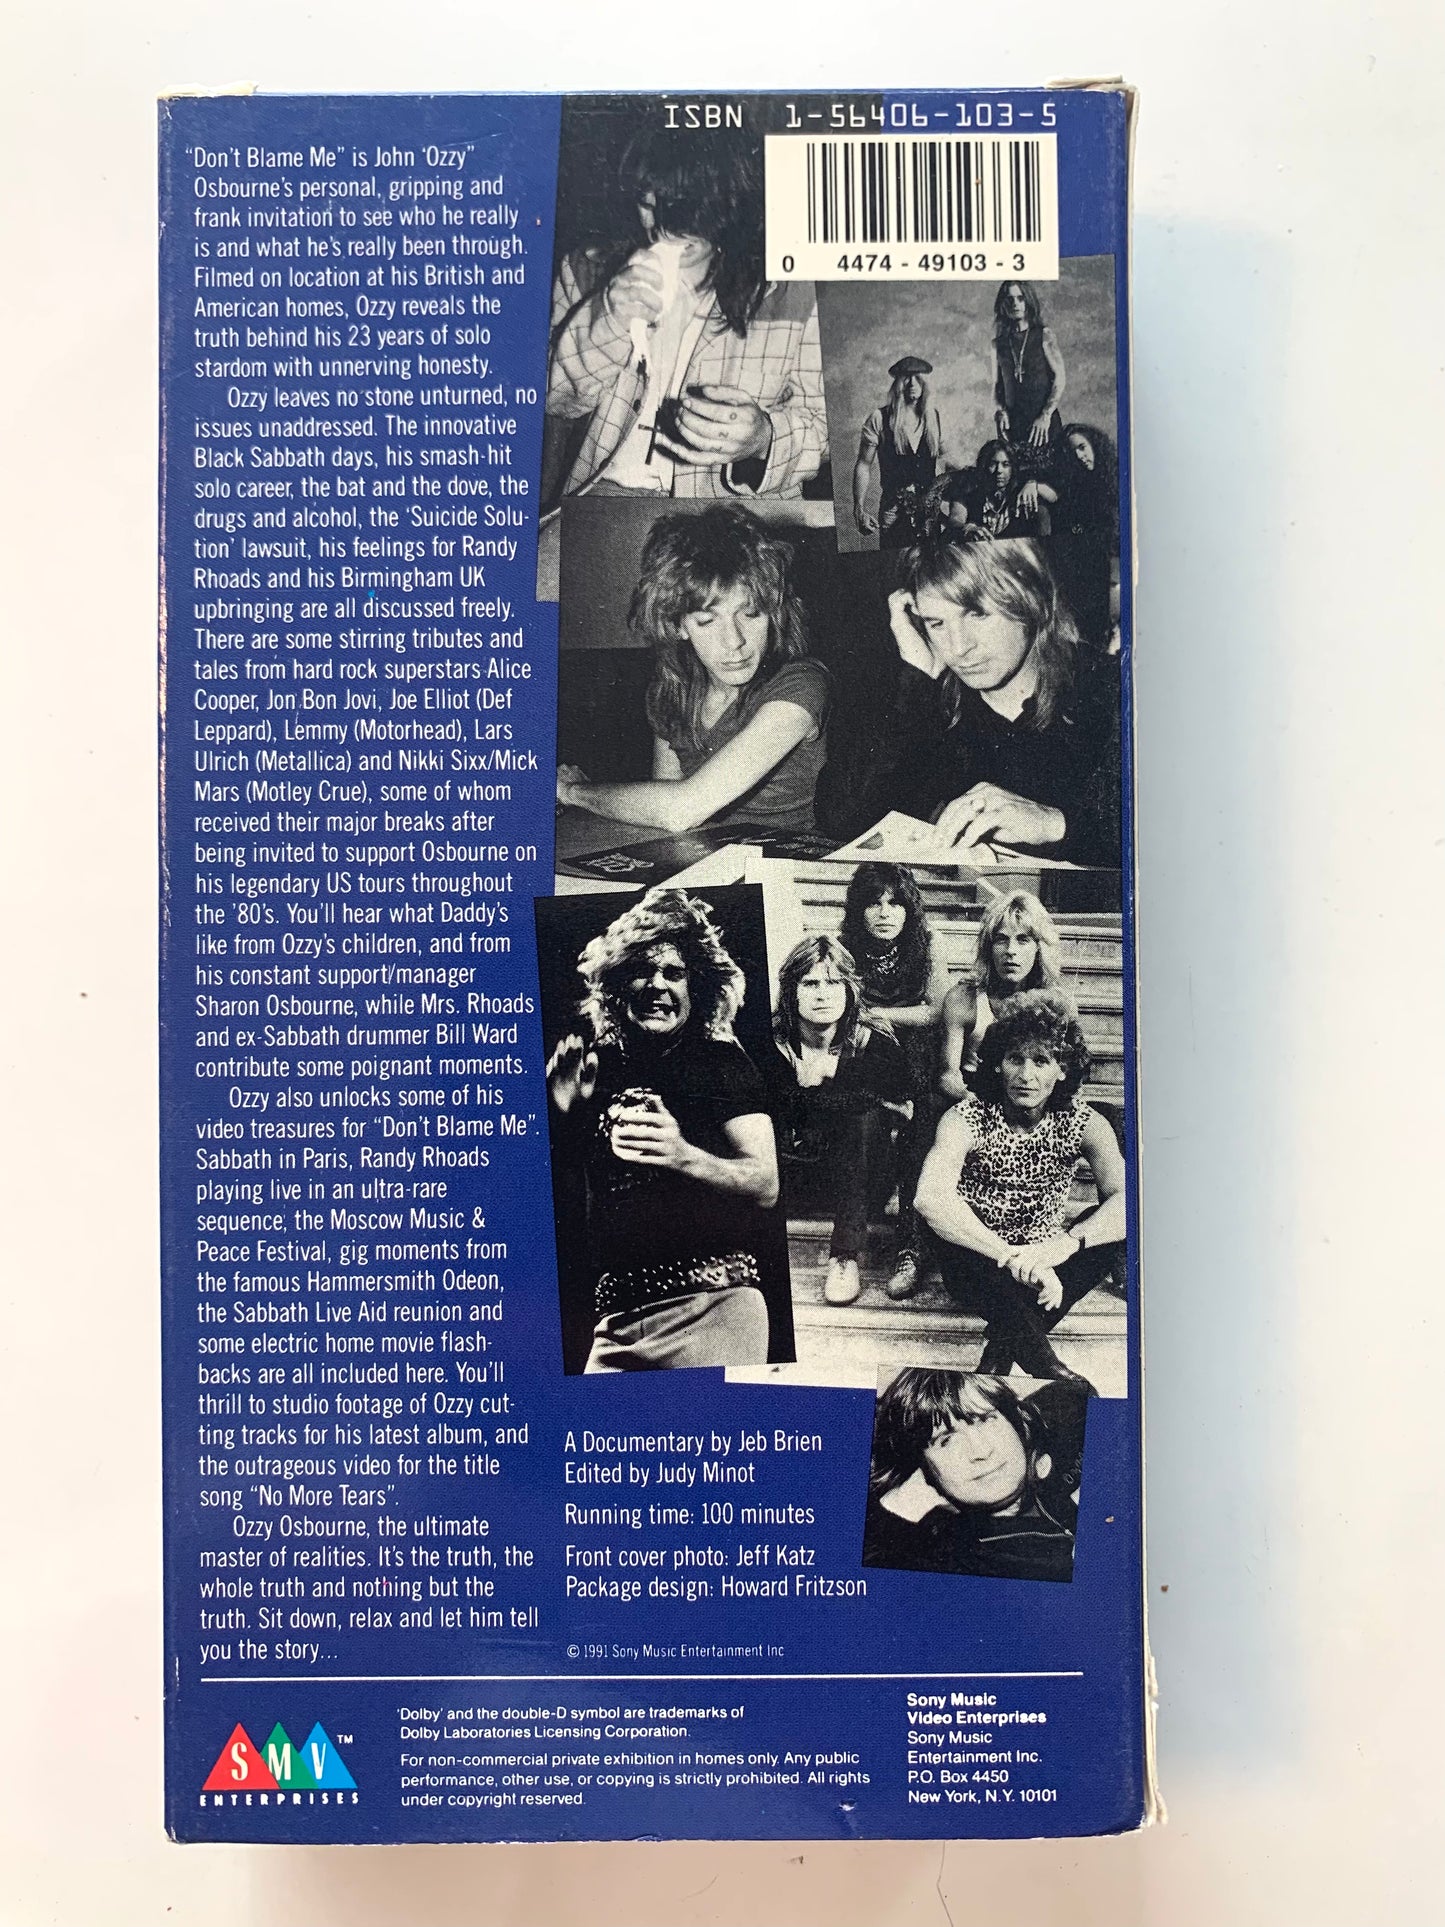 ISBN 1-56406-103-5
0 4474 - 49103 - 3
“Don't Blame Me” is John ‘Ozzy”
Osbourne's personal, gripping and
frank invitation to see who he really
is and what he's really been through.
Filmed on location at his British and
American homes, Ozzy reveals the
truth behind his 23 years of solo
stardom with unnerving honesty.
Ozzy leaves no stone unturned, no
issues unaddressed. The innovative
Black Sabbath days, his smash-hit
solo career, the bat and the dove, the
drugs and alcohol, the ‘Suicide Solu-
tion’ lawsuit, his feelings for Randy
Rhoads and his Birmingham UK
upbringing are all discussed freely.
There are some stirring tributes and
tales from hard rock superstars Alice
Cooper, Jon Bon Jovi, Joe Elliot (Def
Leppard), Lemmy (Motorhead), Lars
Ulrich (Metallica) and Nikki Sixx/Mick
Mars (Motley Crue), some of whom
received their major breaks after
being invited to support Osbourne on
his legendary US tours throughout
the '80's. You'll hear what Daddy's
like from Ozzy's children, and from
his constant support/manager
Sharon Osbourne, while Mrs. Rhoads
and ex-Sabbath drummer Bill Ward
contribute some poignant moments.
Ozzy also unlocks some of his
video treasures for “Don't Blame Me”.
Sabbath in Paris, Randy Rhoads
playing live in an ultra-rare
sequence, the Moscow Music &
Peace Festival, gig moments from
the famous Hammersmith Odeon,
the Sabbath Live Aid reunion and
some electric home movie flash-
backs are all included here. You'll
thrill to studio footage of Ozzy cut-
ting tracks for his latest album, and
the outrageous video for the title
song “No More Tears”.
Ozzy Osbourne, the ultimate
master of realities. It's the truth, the
whole truth and nothing but the
truth. Sit down, relax and let him tell
you the story...
A Documentary by Jeb Brien
Edited by Judy Minot
Running time: 100 minutes
Front cover photo: Jeff Katz
Package design: Howard Fritzson
© 1991 Sony Music Entertainment Inc
SMV™
ENTERPRISES
'Dolby' and the double-D symbol are trademarks of
Dolby Laboratories Licensing Corporation.
For non-commercial private exhibition in homes only. Any public
performance, other use, or copying is strictly prohibited. All rights
under copyright reserved.
Sony Music
Video Enterprises
Sony Music
Entertainment Inc.
P.O. Box 4450
New York, N.Y. 10101